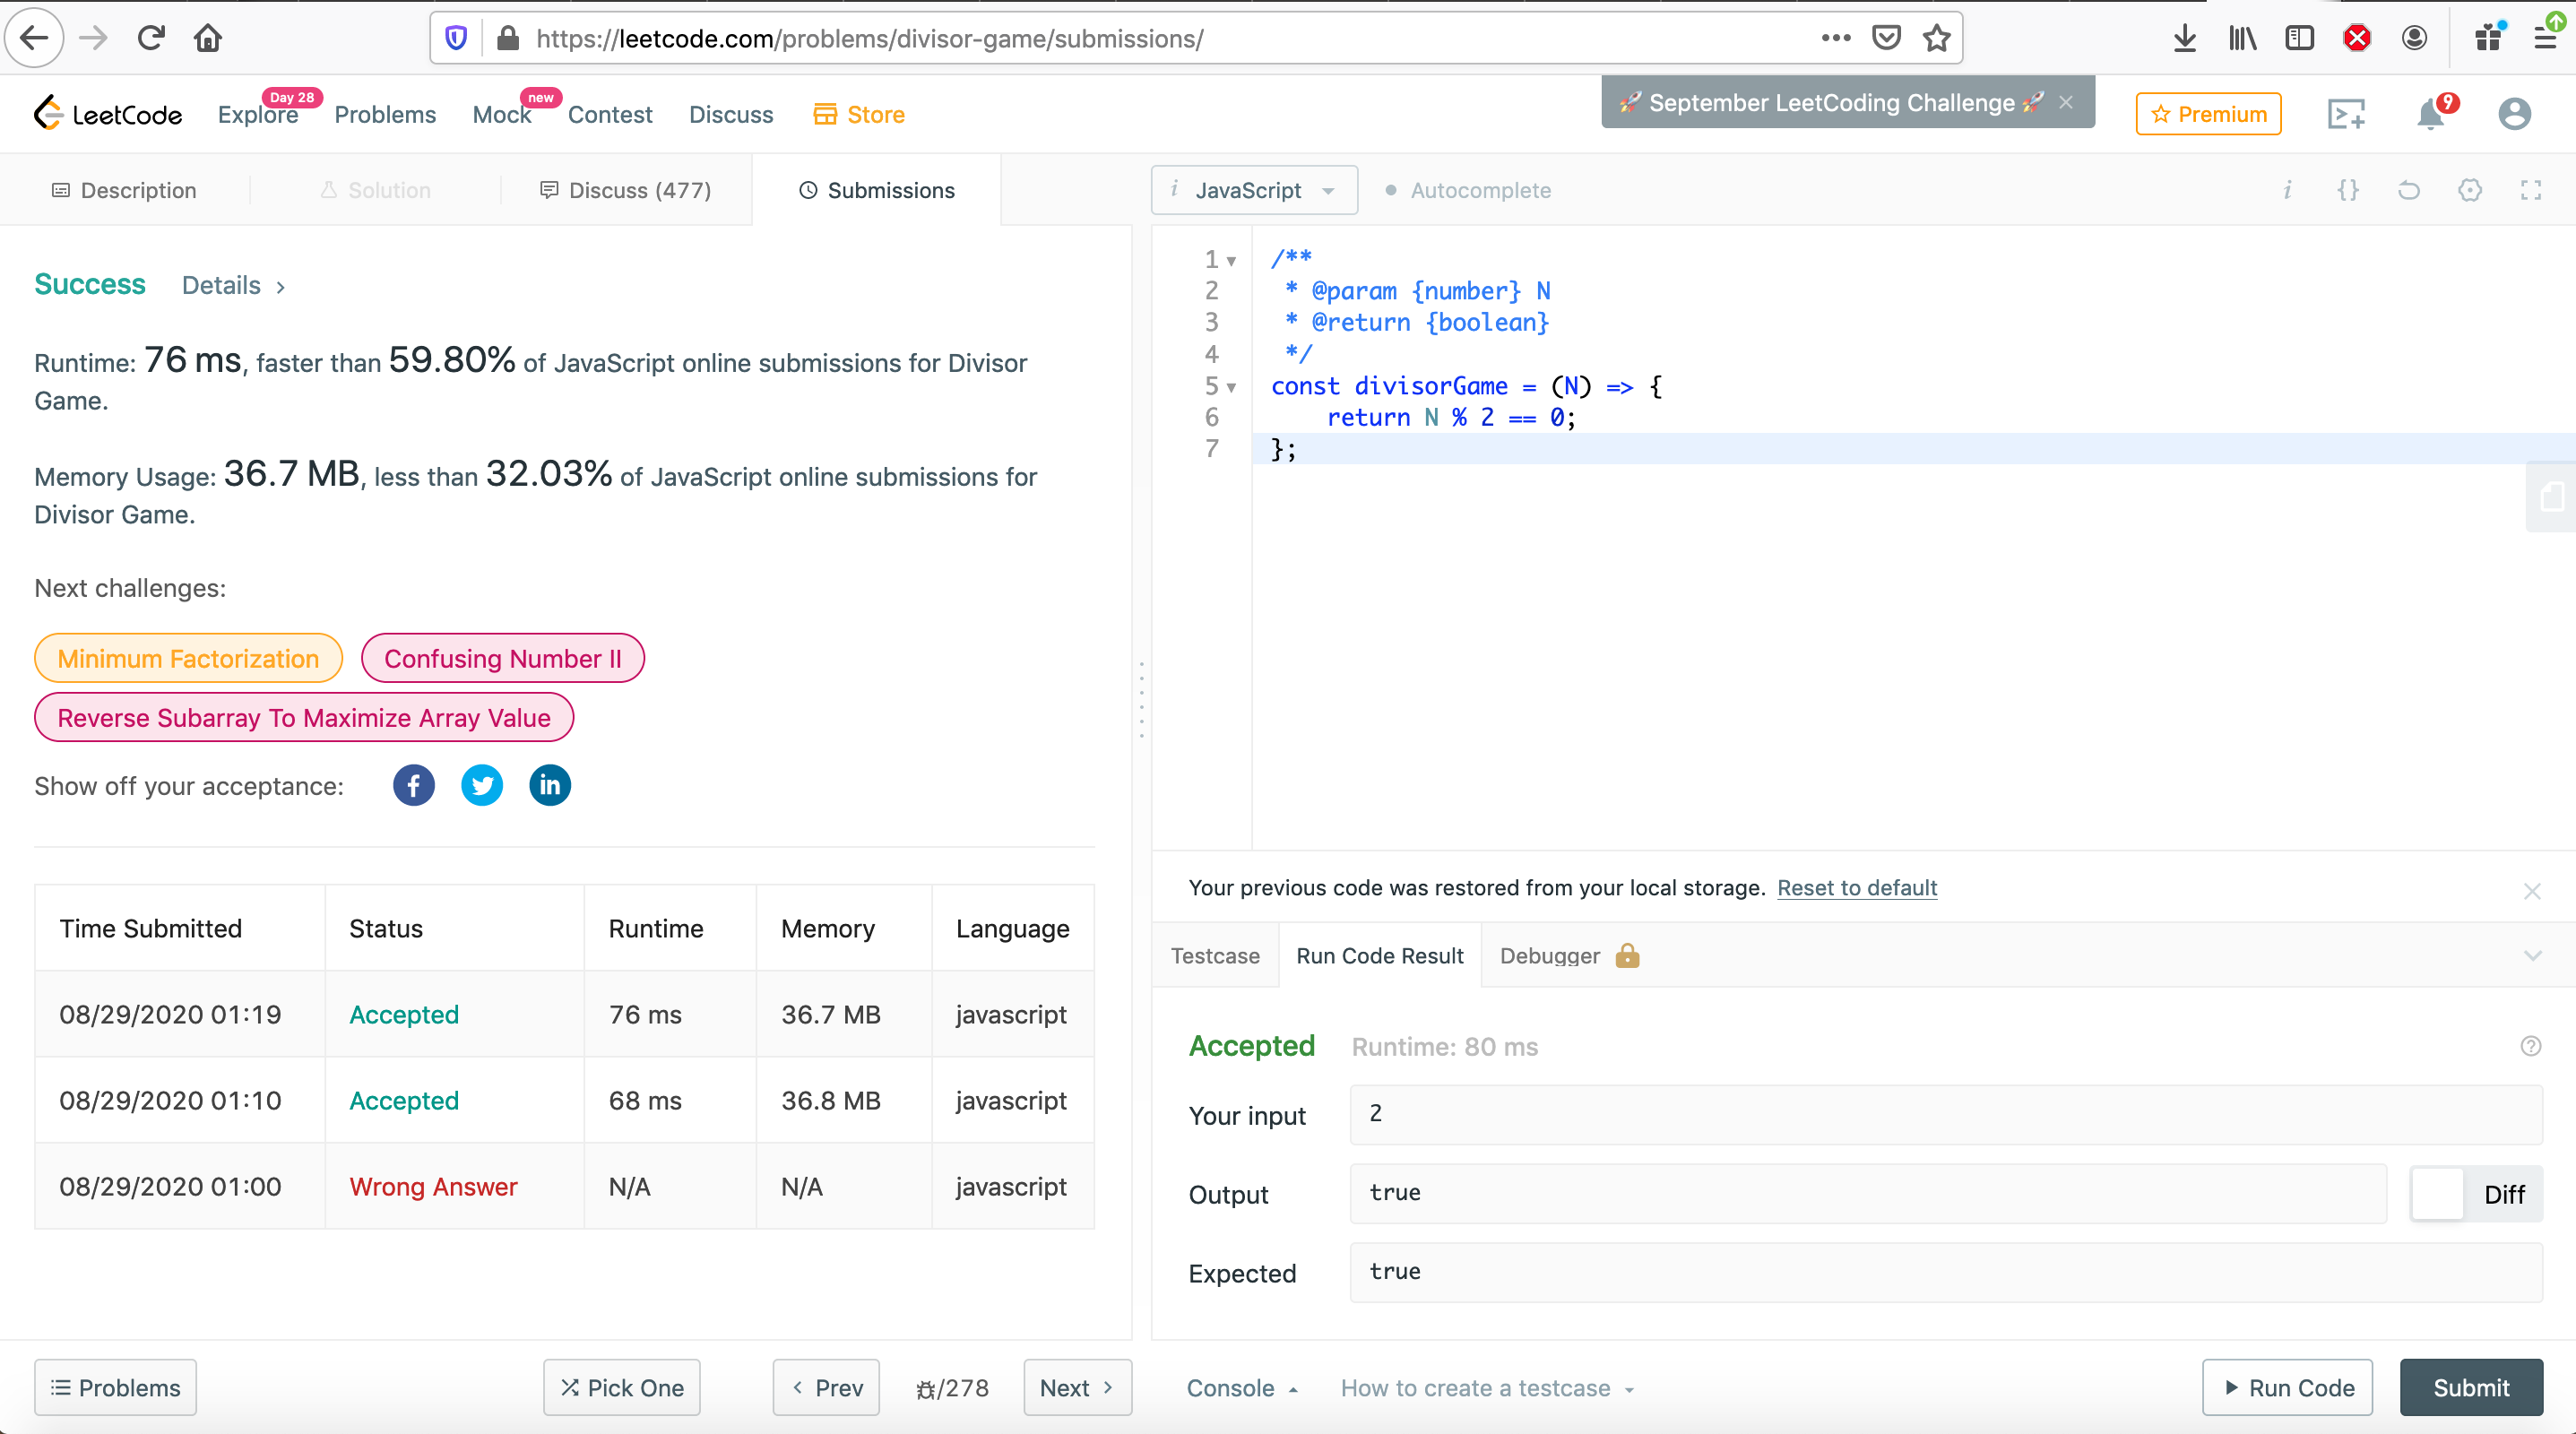 https://leetcode.com/problems/divisor-game/submissions/
LeetCode
Explore
Day 28
Problems
Mock
new
Contest
Discuss
Store
🚀 September LeetCoding Challenge 🚀
Premium
9
Description
Solution
Discuss (477)
Submissions
Success
Details
Runtime: 76 ms, faster than 59.80% of JavaScript online submissions for Divisor
Game.
Memory Usage: 36.7 MB, less than 32.03% of JavaScript online submissions for
Divisor Game.
Next challenges:
Minimum Factorization
Confusing Number II
Reverse Subarray To Maximize Array Value
Show off your acceptance:
Time Submitted Status Runtime Memory Language
08/29/2020 01:19 Accepted 76 ms 36.7 MB javascript
08/29/2020 01:10 Accepted 68 ms 36.8 MB javascript
08/29/2020 01:00 Wrong Answer N/A N/A javascript
Problems
Pick One
Prev
/278
Next
i JavaScript
Autocomplete
1 /**
2 * @param {number} N
3 * @return {boolean}
4 */
5 const divisorGame = (N) => {
6 return N % 2 == 0;
7 };
Your previous code was restored from your local storage. Reset to default
Testcase
Run Code Result
Debugger
Accepted Runtime: 80 ms
Your input 2
Output true
Diff
Expected true
Console
How to create a testcase
Run Code
Submit